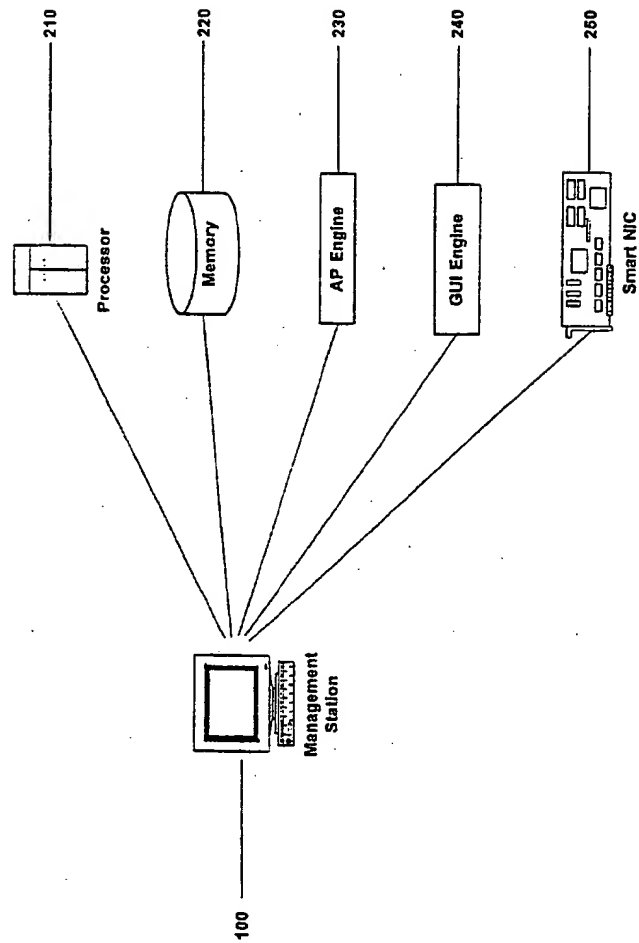 210
Processor
220
Memory
230
AP Engine
240
GUI Engine
250
Smart NIC
Management
Station
100